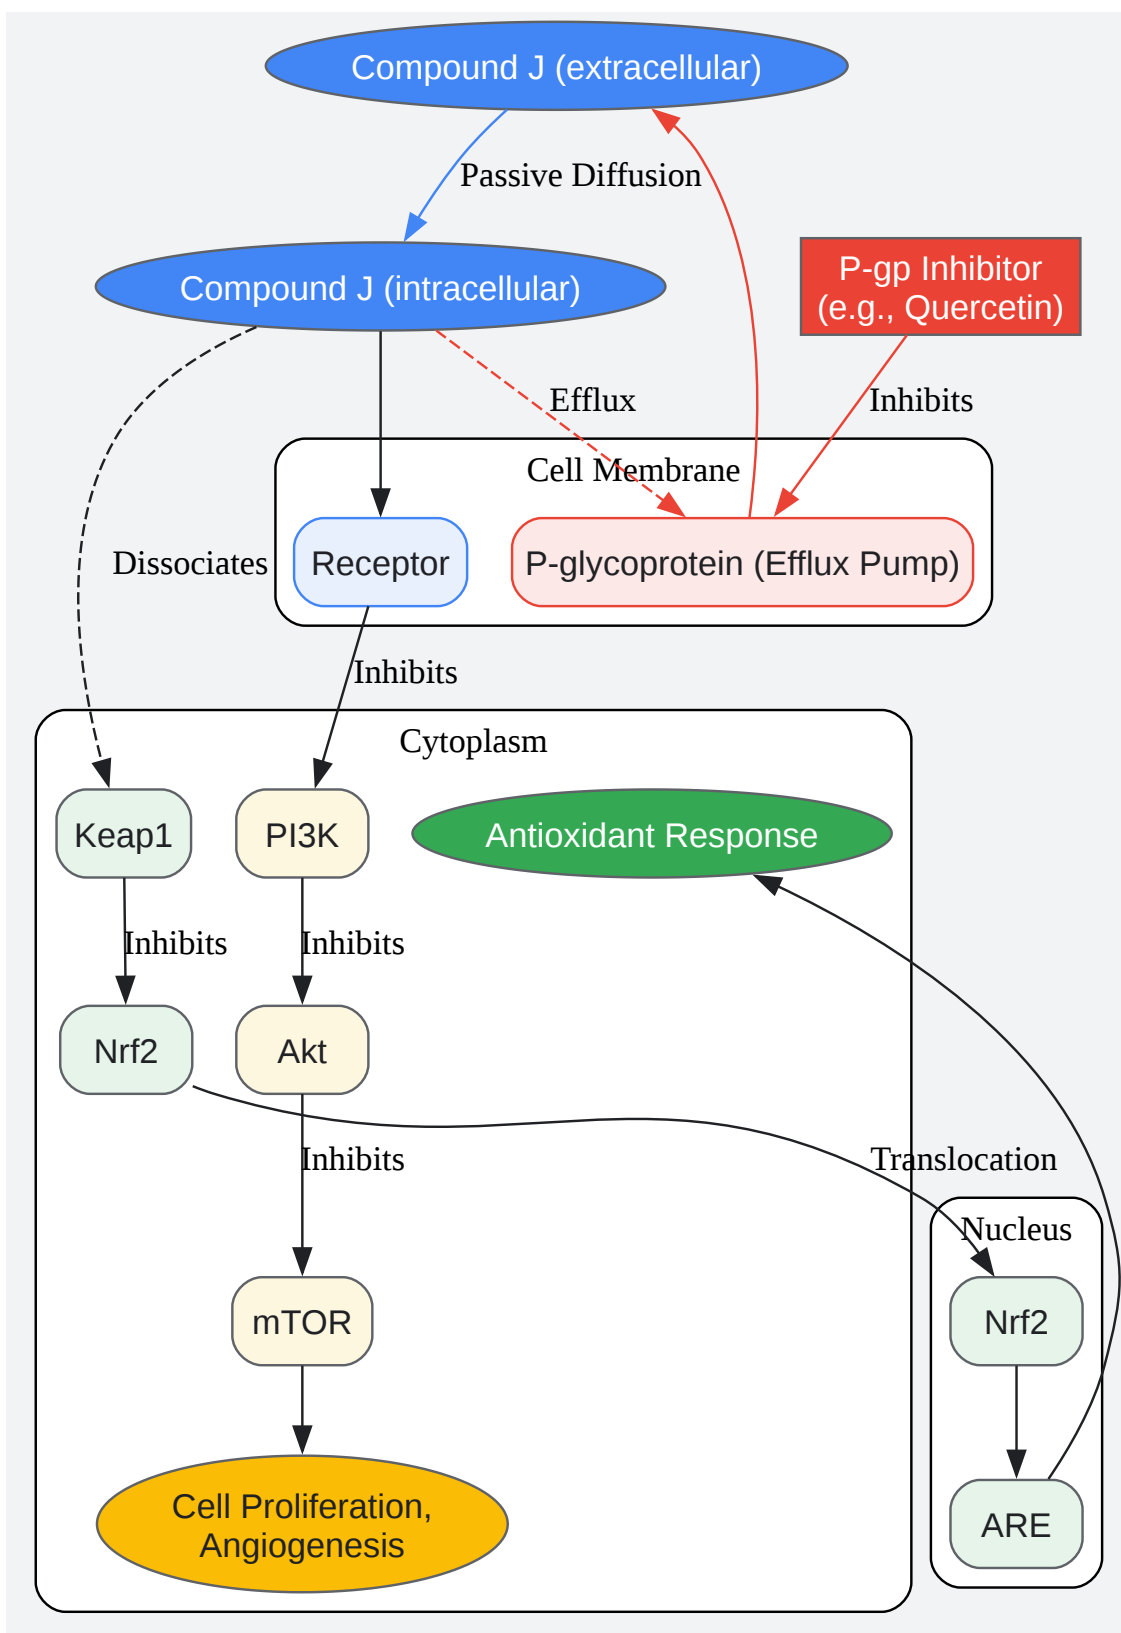 Compound J (extracellular)
Passive Diffusion
Compound J (intracellular)
P-gp Inhibitor
(e.g., Quercetin)
Efflux
Inhibits
Cell Membrane
Dissociates
Receptor
P-glycoprotein (Efflux Pump)
Inhibits
Cytoplasm
Keap1
PI3K
Antioxidant Response
Inhibits
Inhibits
Nrf2
Akt
Inhibits
Translocation
Nucleus
mTOR
Nrf2
Cell Proliferation,
Angiogenesis
ARE